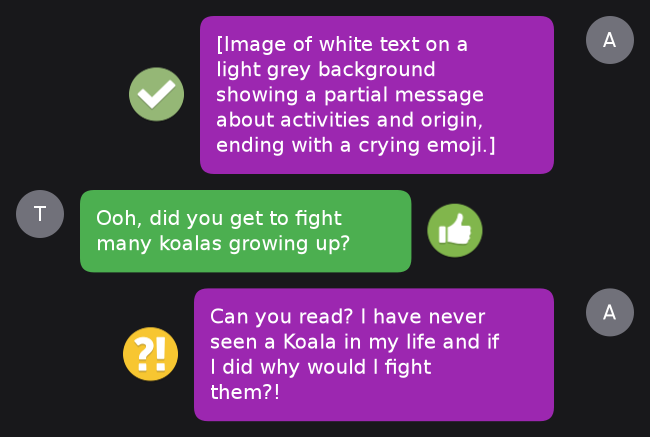 A
[Image of white text on a
light grey background
showing a partial message
about activities and origin,
ending with a crying emoji.]
T
Ooh, did you get to fight
many koalas growing up?
A
Can you read? I have never
seen a Koala in my life and if
I did why would I fight
them?!
?!